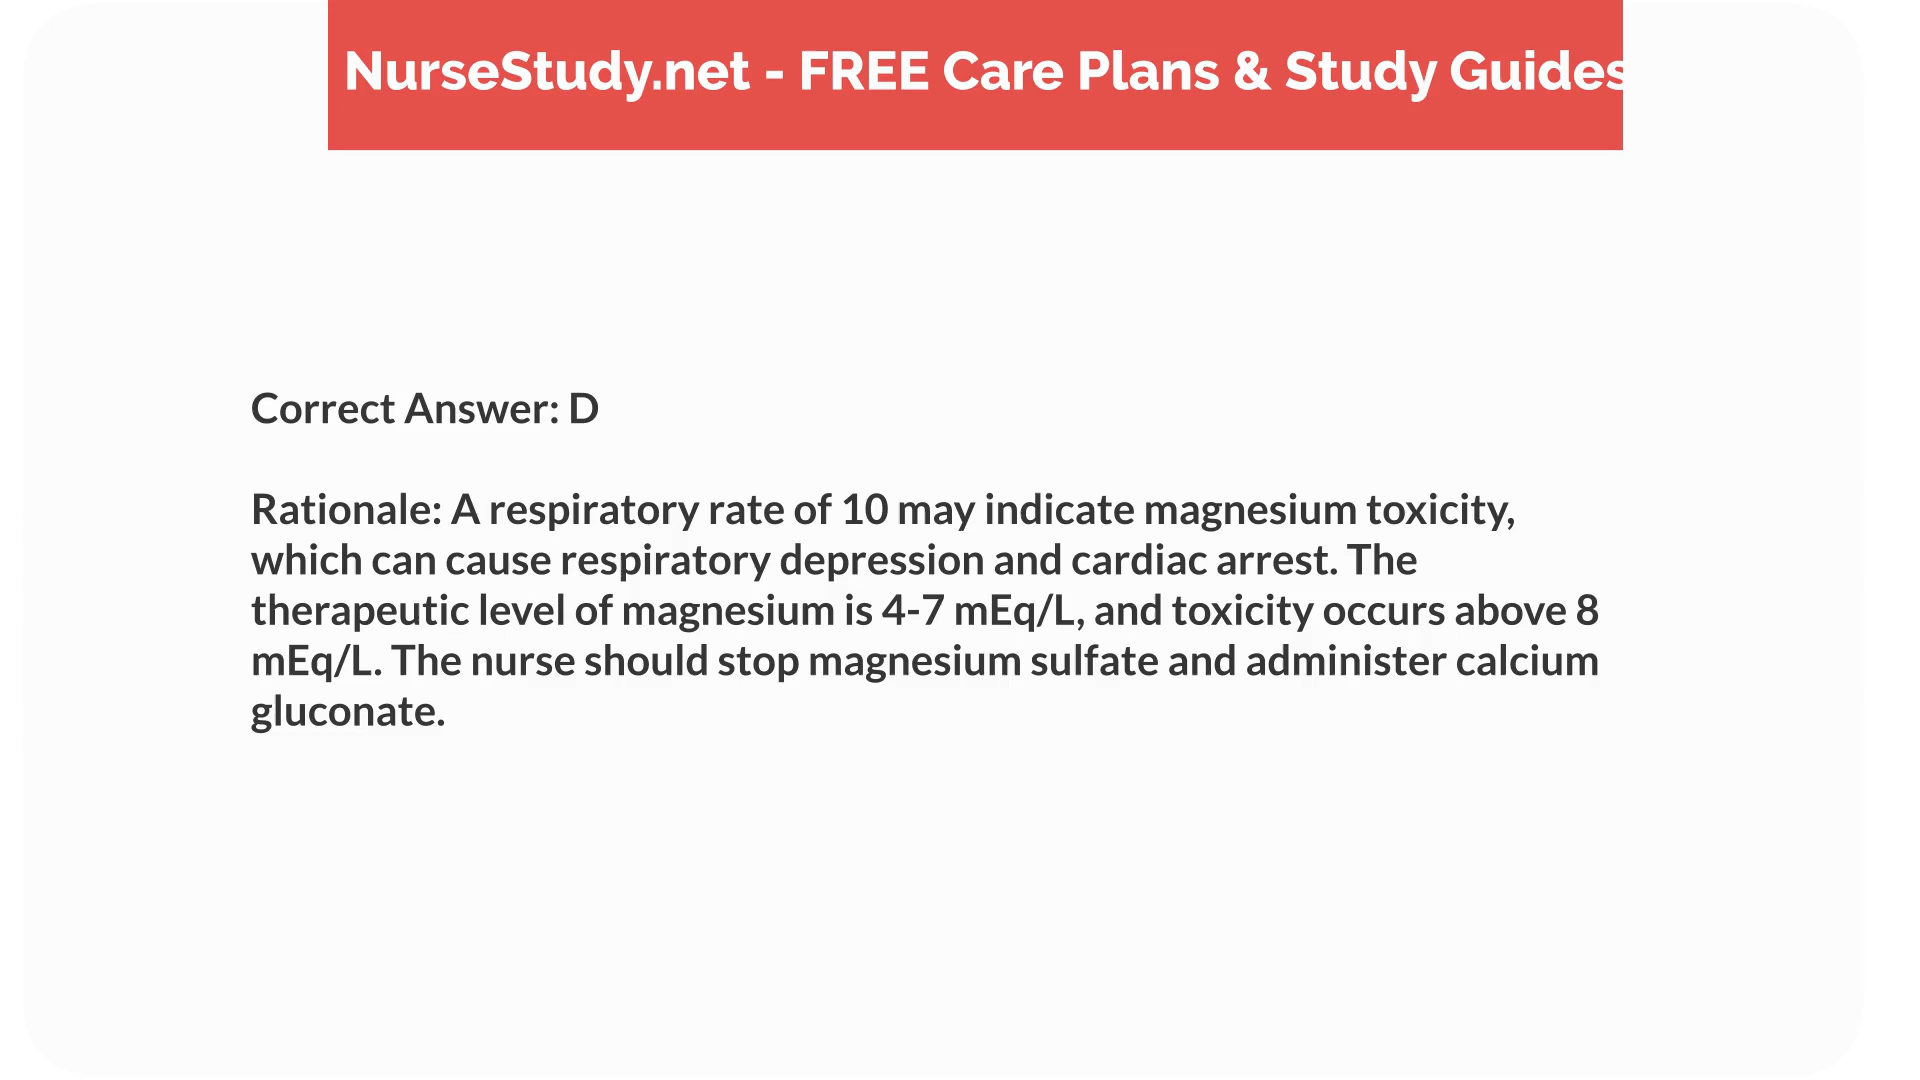 NurseStudy.net - FREE Care Plans & Study Guides
Correct Answer: D
Rationale: A respiratory rate of 10 may indicate magnesium toxicity,
which can cause respiratory depression and cardiac arrest. The
therapeutic level of magnesium is 4-7 mEq/L, and toxicity occurs above 8
mEq/L. The nurse should stop magnesium sulfate and administer calcium
gluconate.